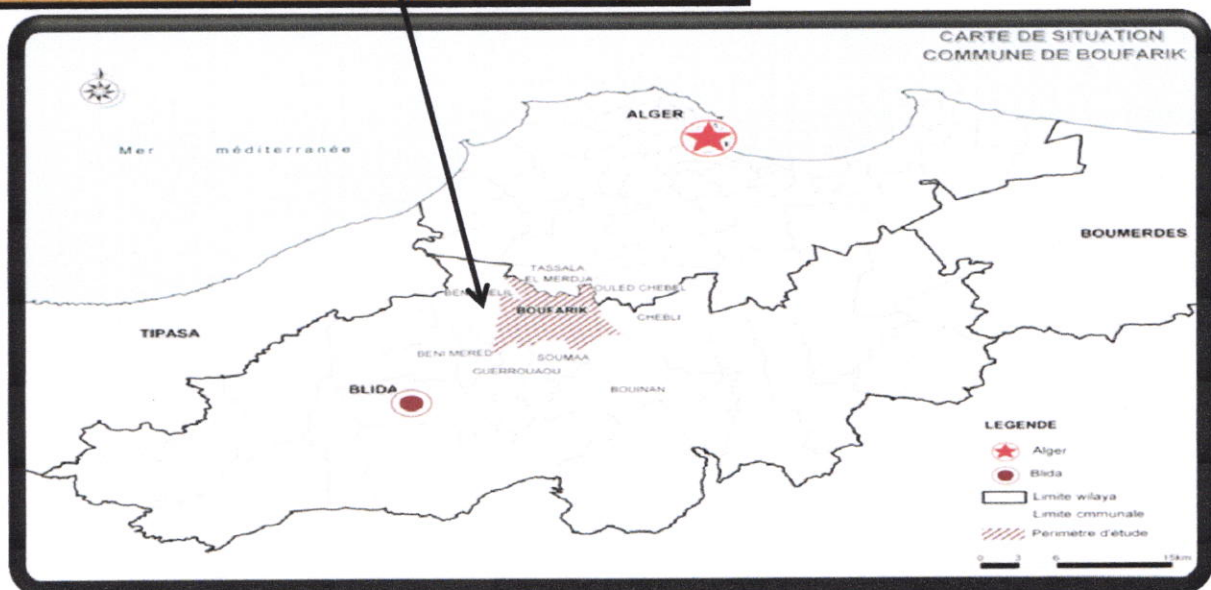 CARTE DE SITUATION
COMMUNE DE BOUFARIK
ALGER
Mer méditerranée
BOUMERDES
TASSALA
EL MERDJA
OULED CHEBEL
BOUFARIK
CHEBLI
TIPASA
BENI MERED
SOUMAA
GUERROUAOU
BLIDA
BOUINAN
LEGENDE
Alger
Blida
Limite wilaya
Limite cmmunale
Perimètre d'étude
0 3 6 15km